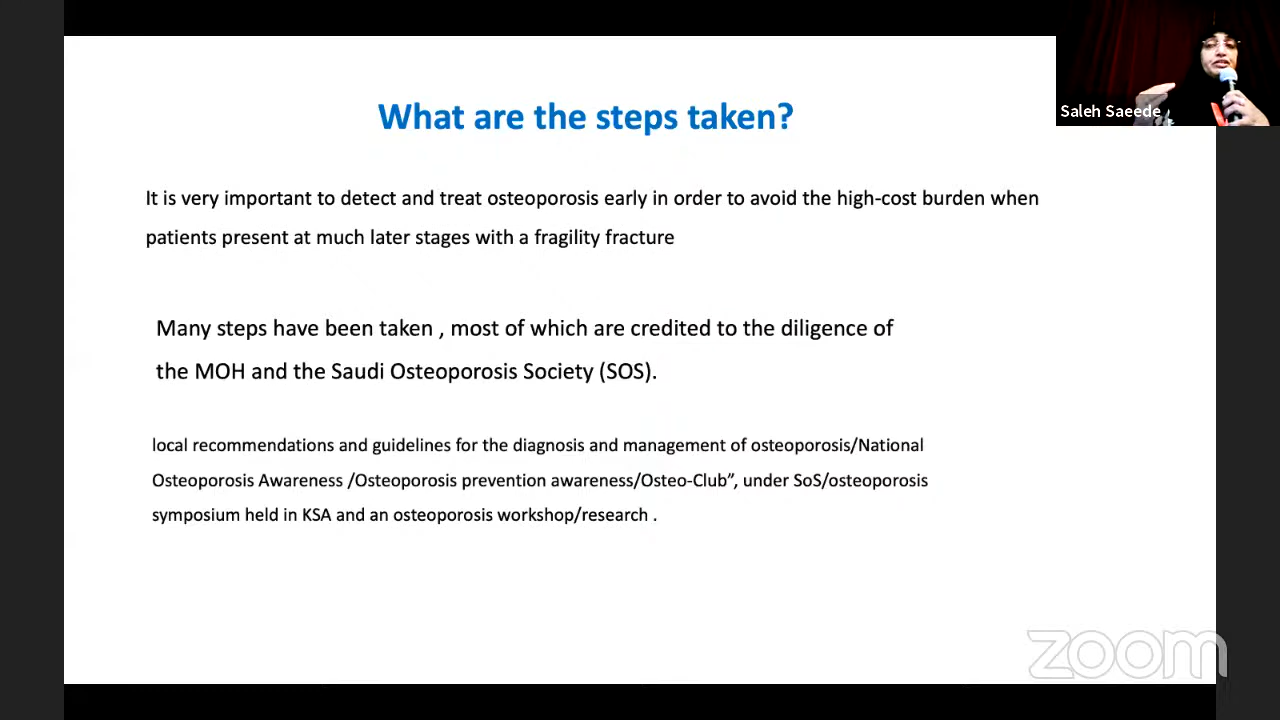 What are the steps taken?
Saleh Saeede
It is very important to detect and treat osteoporosis early in order to avoid the high-cost burden when
patients present at much later stages with a fragility fracture
Many steps have been taken , most of which are credited to the diligence of
the MOH and the Saudi Osteoporosis Society (SOS).
local recommendations and guidelines for the diagnosis and management of osteoporosis/National
Osteoporosis Awareness /Osteoporosis prevention awareness/Osteo-Club”, under SoS/osteoporosis
symposium held in KSA and an osteoporosis workshop/research .
zoom